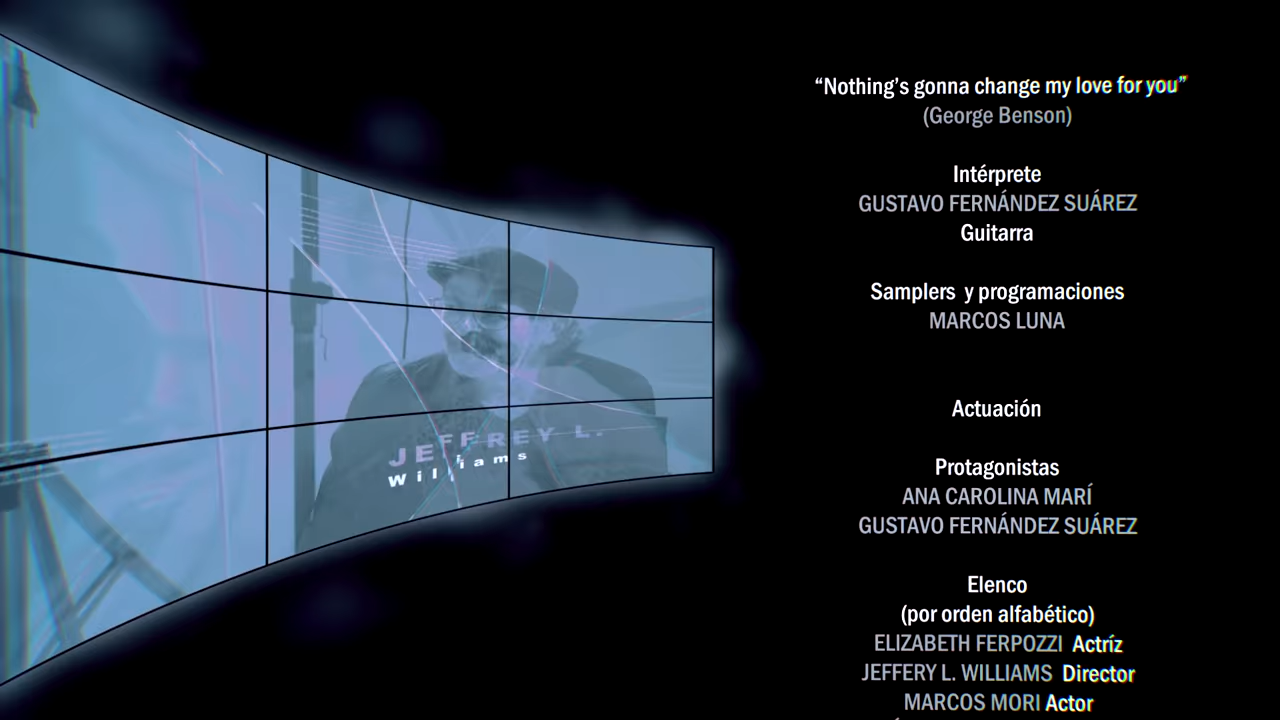 JEFFREY L.
Williams
“Nothing’s gonna change my love for you”
(George Benson)
Intérprete
GUSTAVO FERNÁNDEZ SUÁREZ
Guitarra
Samplers y programaciones
MARCOS LUNA
Actuación
Protagonistas
ANA CAROLINA MARÍ
GUSTAVO FERNÁNDEZ SUÁREZ
Elenco
(por orden alfabético)
ELIZABETH FERPOZZI Actríz
JEFFERY L. WILLIAMS Director
MARCOS MORI Actor